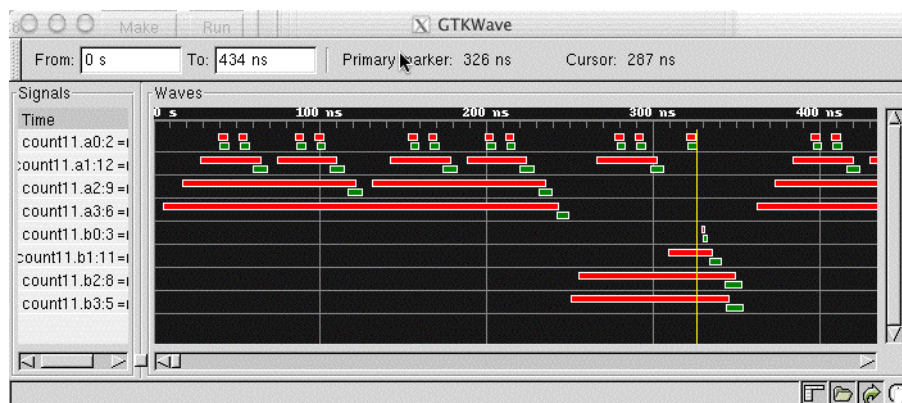 Make Run GTKWave
From: 0 s To: 434 ns Primary marker: 326 ns Cursor: 287 ns
Signals Waves
Time 0 s 100 ns 200 ns 300 ns 400 ns
count11.a0:2 =
count11.a1:12 =
count11.a2:9 =
count11.a3:6 =
count11.b0:3 =
count11.b1:11=
count11.b2:8 =
count11.b3:5 =